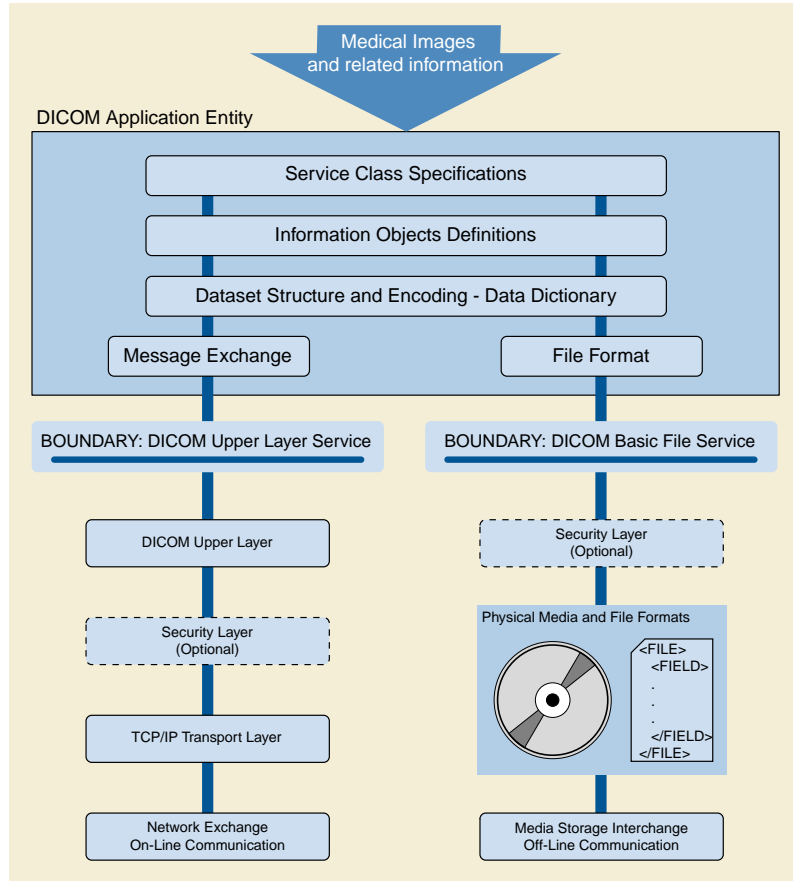 Medical Images
and related information
DICOM Application Entity
Service Class Specifications
Information Objects Definitions
Dataset Structure and Encoding - Data Dictionary
Message Exchange
File Format
BOUNDARY: DICOM Upper Layer Service
BOUNDARY: DICOM Basic File Service
DICOM Upper Layer
Security Layer
(Optional)
TCP/IP Transport Layer
Network Exchange
On-Line Communication
Security Layer
(Optional)
Physical Media and File Formats
<FILE>
<FIELD>
.
.
.
</FIELD>
</FILE>
Media Storage Interchange
Off-Line Communication